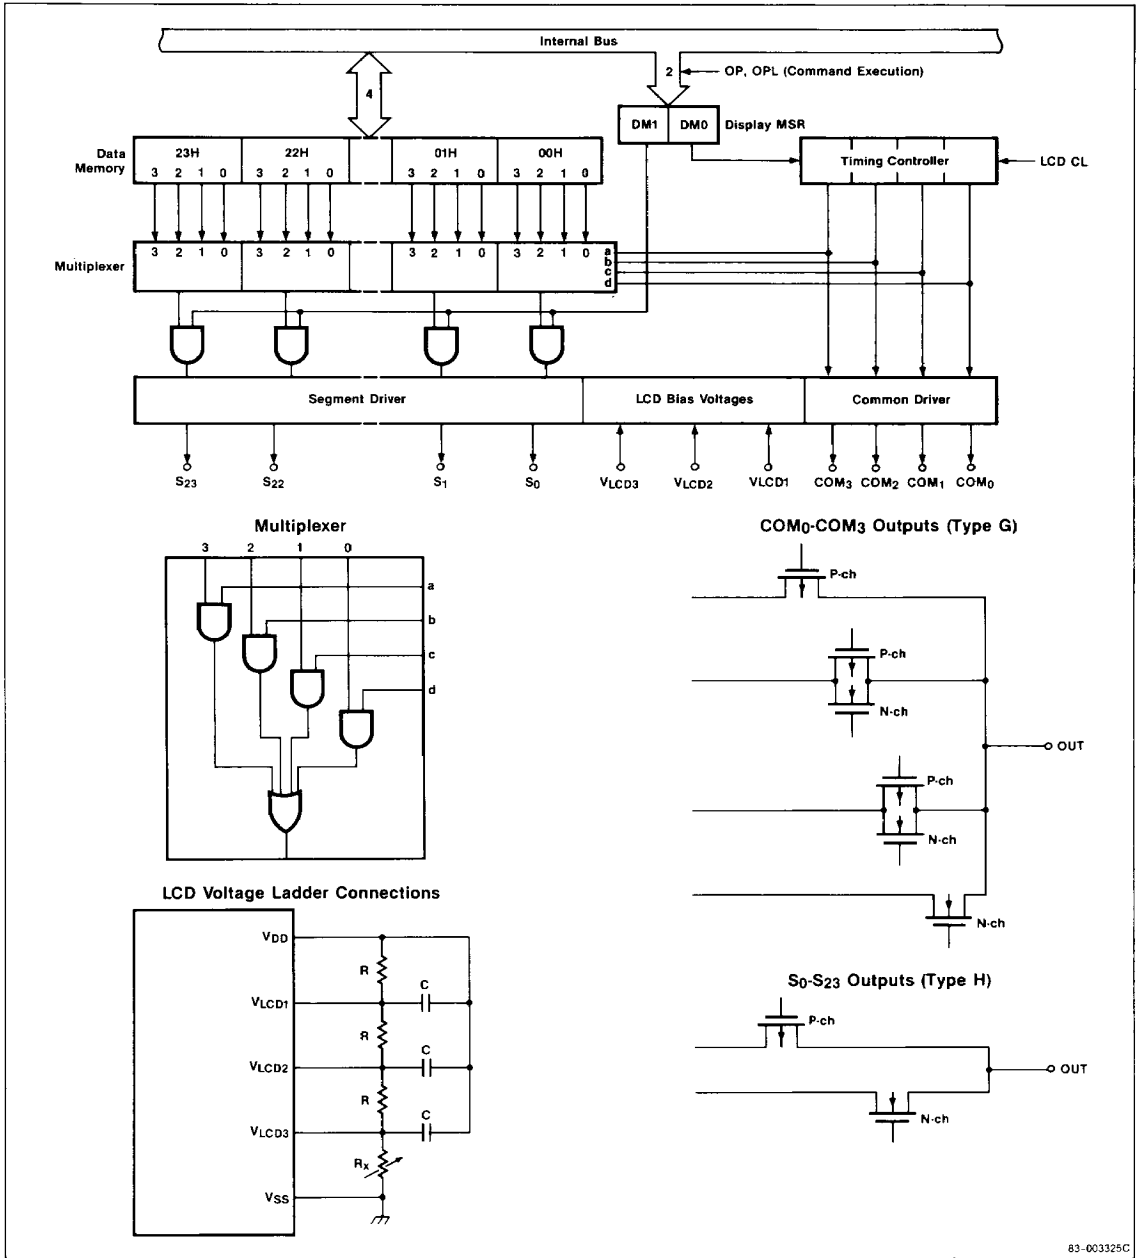 Internal Bus
4
2
OP, OPL (Command Execution)
DM1 DM0 Display MSR
Data Memory
23H 22H 01H 00H
3 2 1 0 3 2 1 0 3 2 1 0 3 2 1 0
Timing Controller
LCD CL
Multiplexer
3 2 1 0 3 2 1 0 3 2 1 0 3 2 1 0
a
b
c
d
Segment Driver LCD Bias Voltages Common Driver
S23 S22 S1 S0 VLCD3 VLCD2 VLCD1 COM3 COM2 COM1 COM0
Multiplexer
3 2 1 0
a
b
c
d
COM0-COM3 Outputs (Type G)
P-ch
P-ch
N-ch
OUT
P-ch
N-ch
N-ch
LCD Voltage Ladder Connections
VDD
R
C
VLCD1
R
C
VLCD2
R
C
VLCD3
Rx
VSS
S0-S23 Outputs (Type H)
P-ch
OUT
N-ch
83-003325C